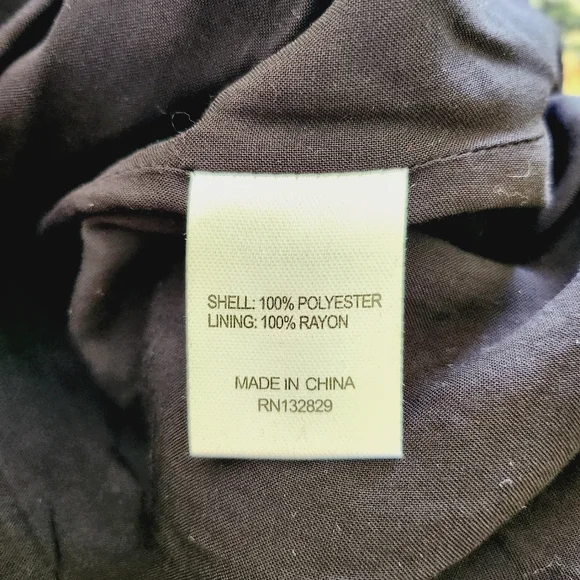 SHELL: 100% POLYESTER
LINING: 100% RAYON
MADE IN CHINA
RN132829